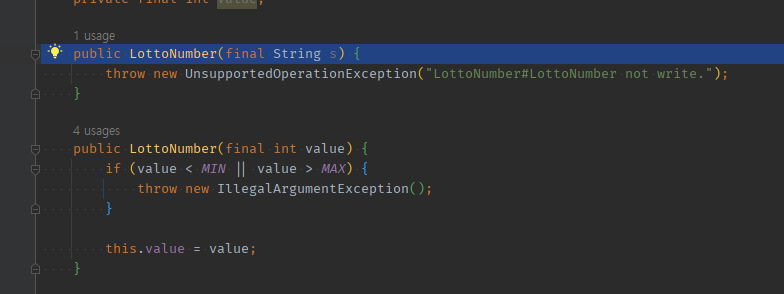 private final int value;
1 usage
public LottoNumber(final String s) {
throw new UnsupportedOperationException("LottoNumber#LottoNumber not write.");
}
4 usages
public LottoNumber(final int value) {
if (value < MIN || value > MAX) {
throw new IllegalArgumentException();
}
this.value = value;
}